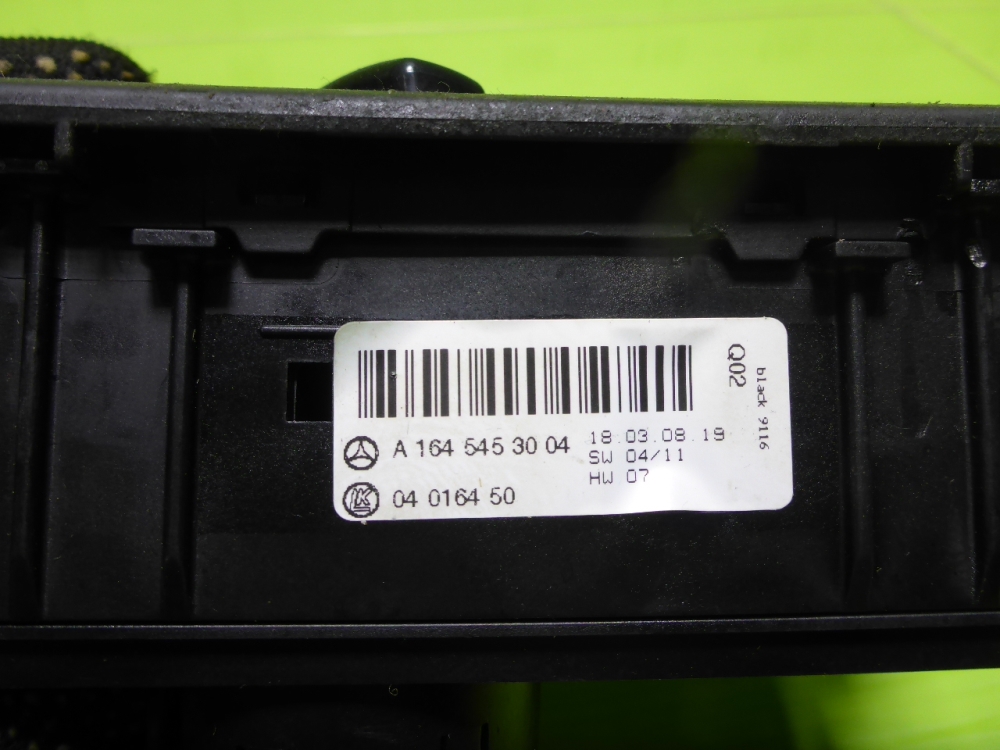 A 164 545 30 04
18.03.08.19
SW 04/11
HW 07
LK
04 0164 50
Q02
black 9116